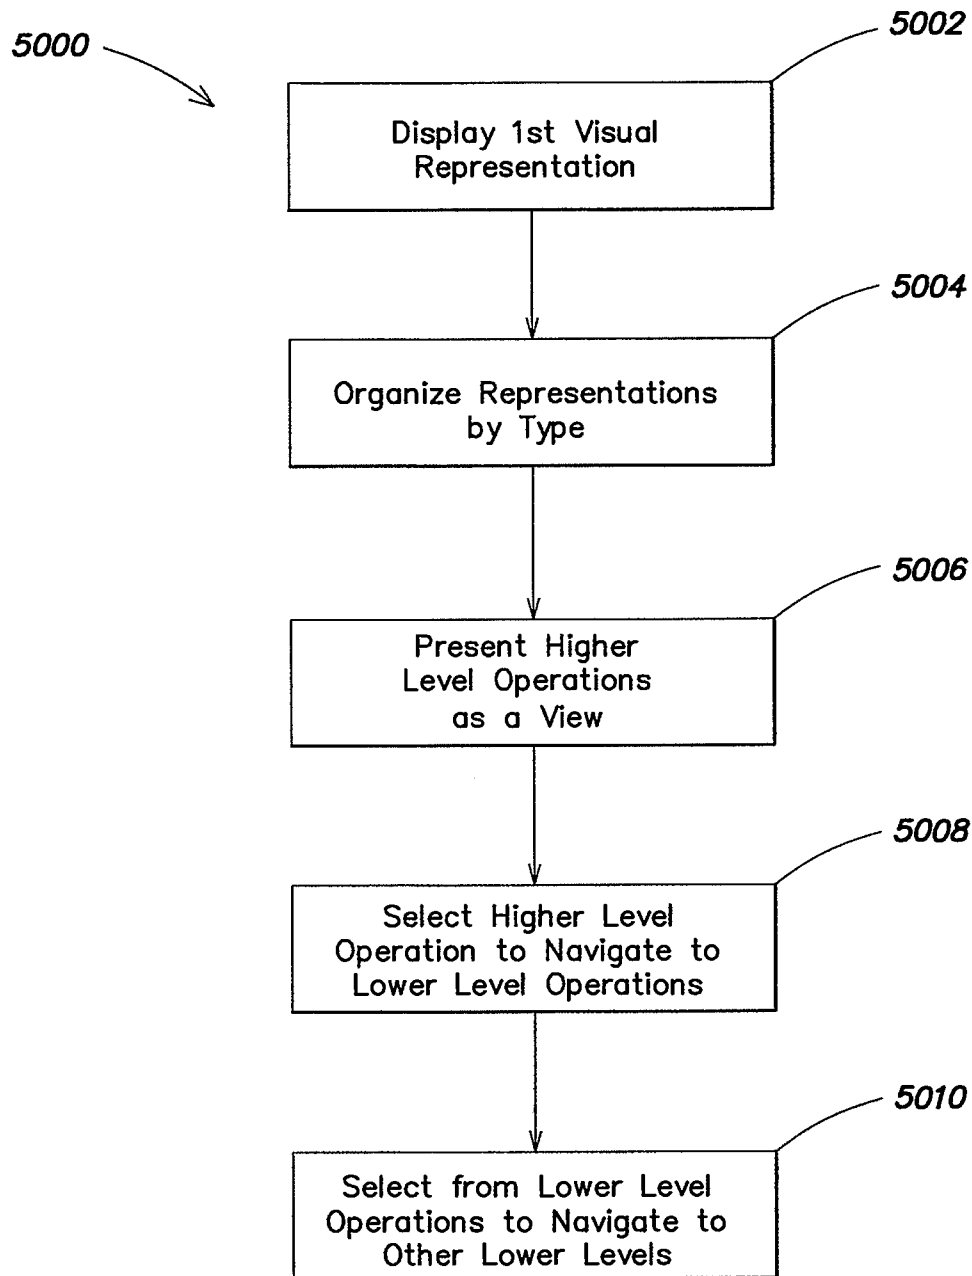 5000
5002
Display 1st Visual
Representation
5004
Organize Representations
by Type
5006
Present Higher
Level Operations
as a View
5008
Select Higher Level
Operation to Navigate to
Lower Level Operations
5010
Select from Lower Level
Operations to Navigate to
Other Lower Levels